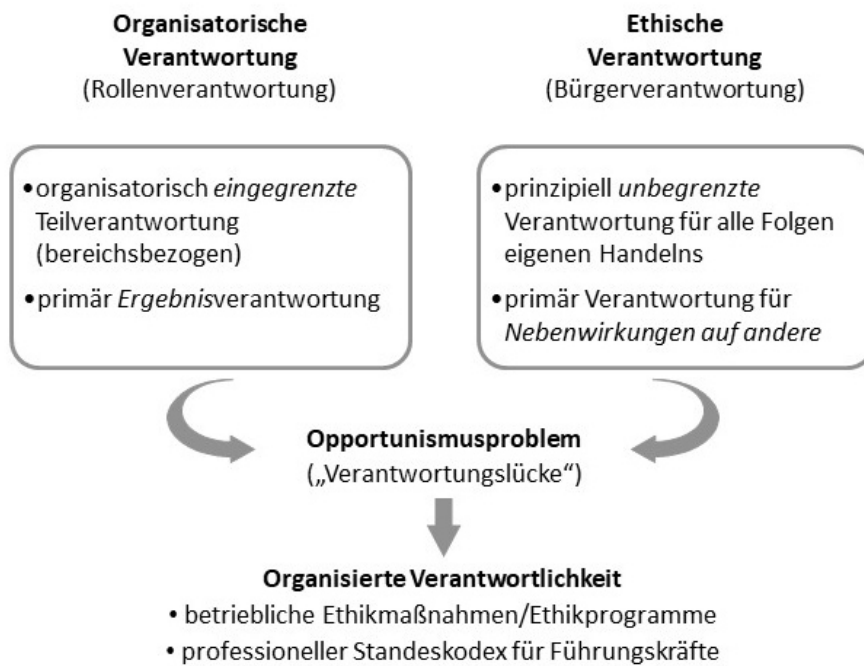 Organisatorische
Verantwortung
(Rollenverantwortung)
•organisatorisch eingegrenzte
Teilverantwortung
(bereichsbezogen)
•primär Ergebnisverantwortung
Ethische
Verantwortung
(Bürgerverantwortung)
•prinzipiell unbegrenzte
Verantwortung für alle Folgen
eigenen Handelns
•primär Verantwortung für
Nebenwirkungen auf andere
Opportunismusproblem
(„Verantwortungslücke“)
Organisierte Verantwortlichkeit
• betriebliche Ethikmaßnahmen/Ethikprogramme
• professioneller Standeskodex für Führungskräfte